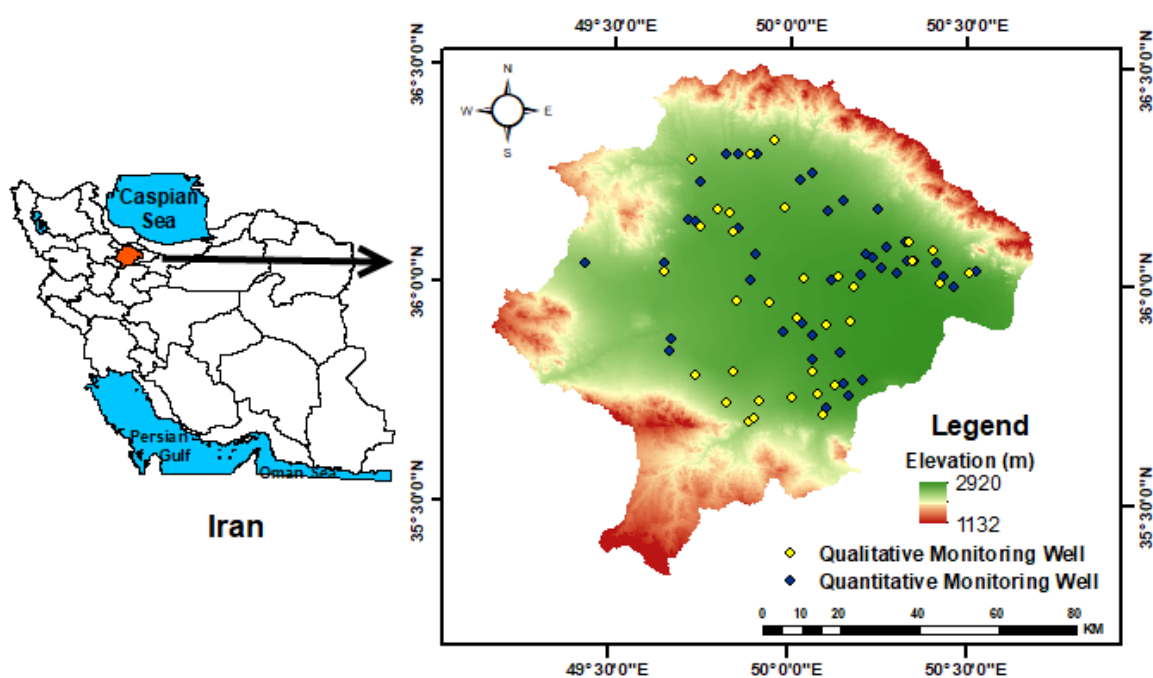 49°30'0"E 50°0'0"E 50°30'0"E
36°30'0"N
36°30'0"N
N
W E
S
Caspian
Sea
36°0'0"N
36°0'0"N
Persian
Gulf
Oman Sea
Iran
Legend
Elevation (m)
2920
1132
35°30'0"N
35°30'0"N
Qualitative Monitoring Well
Quantitative Monitoring Well
0 10 20 40 60 80
KM
49°30'0"E 50°0'0"E 50°30'0"E